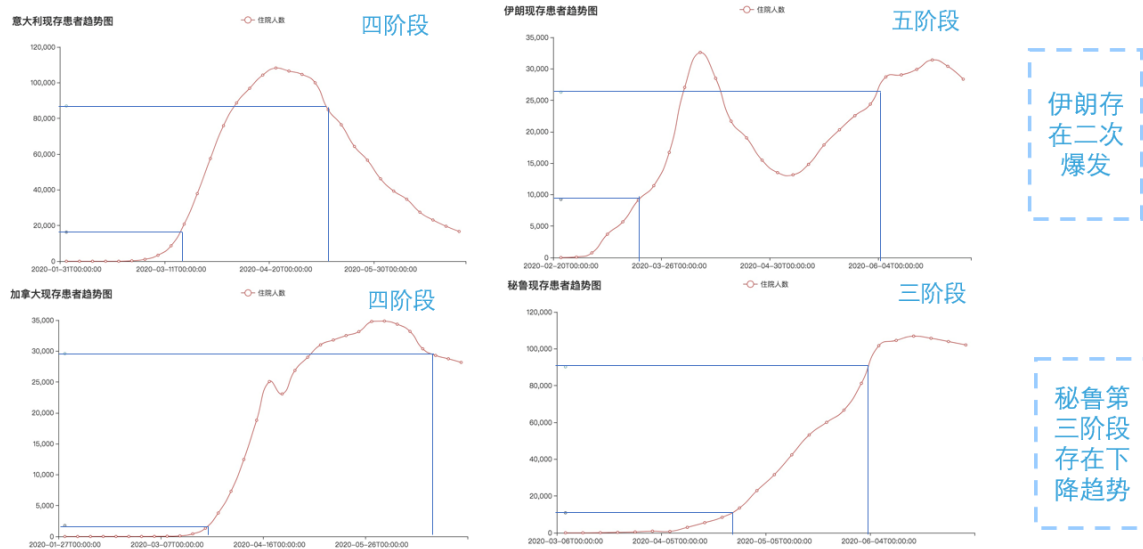 意大利现存患者趋势图
住院人数
四阶段
120,000
100,000
80,000
60,000
40,000
20,000
0
2020-01-31T00:00:00
2020-03-11T00:00:00
2020-04-20T00:00:00
2020-05-30T00:00:00
伊朗现存患者趋势图
住院人数
五阶段
35,000
30,000
25,000
20,000
15,000
10,000
5,000
0
2020-02-20T00:00:00
2020-03-26T00:00:00
2020-04-30T00:00:00
2020-06-04T00:00:00
伊朗存
在二次
爆发
加拿大现存患者趋势图
住院人数
四阶段
35,000
30,000
25,000
20,000
15,000
10,000
5,000
0
2020-01-27T00:00:00
2020-03-07T00:00:00
2020-04-16T00:00:00
2020-05-26T00:00:00
秘鲁现存患者趋势图
住院人数
三阶段
120,000
100,000
80,000
60,000
40,000
20,000
0
2020-03-06T00:00:00
2020-04-05T00:00:00
2020-05-05T00:00:00
2020-06-04T00:00:00
秘鲁第
三阶段
存在下
降趋势